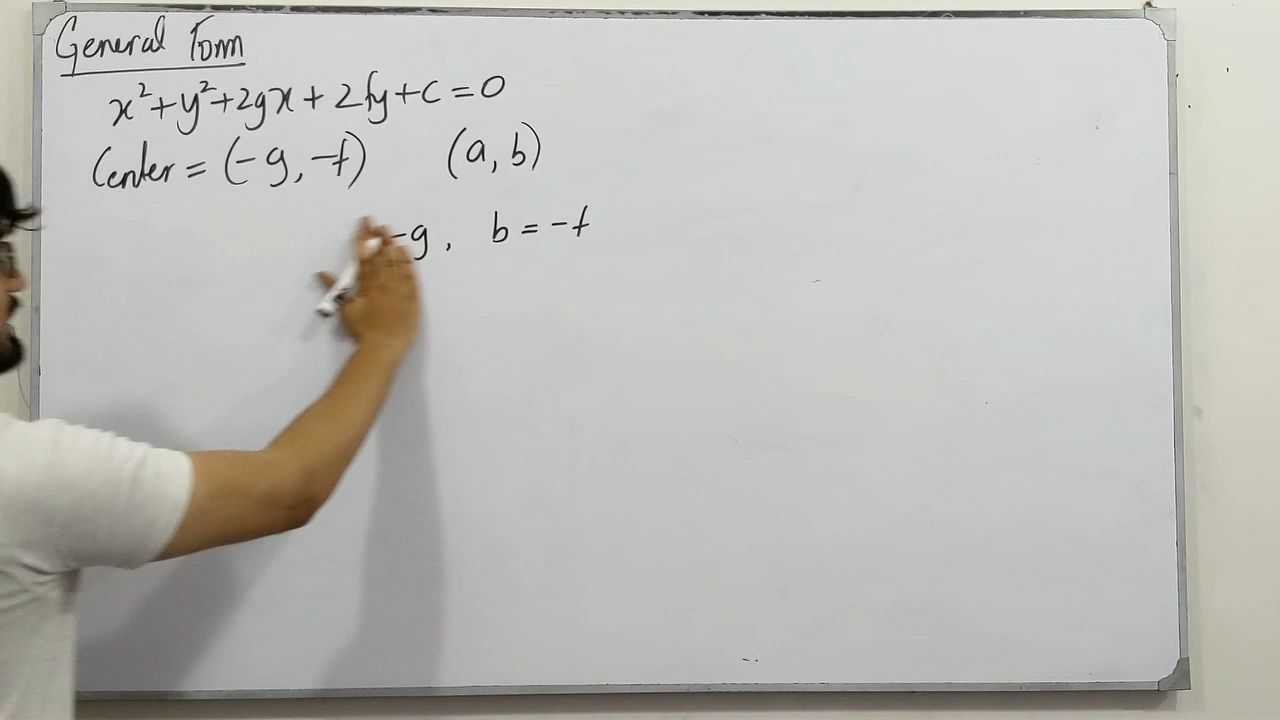 General Form
x²+y²+2gx+2fy+c=0
Center = (-g, -f) (a, b)
-g, b = -f